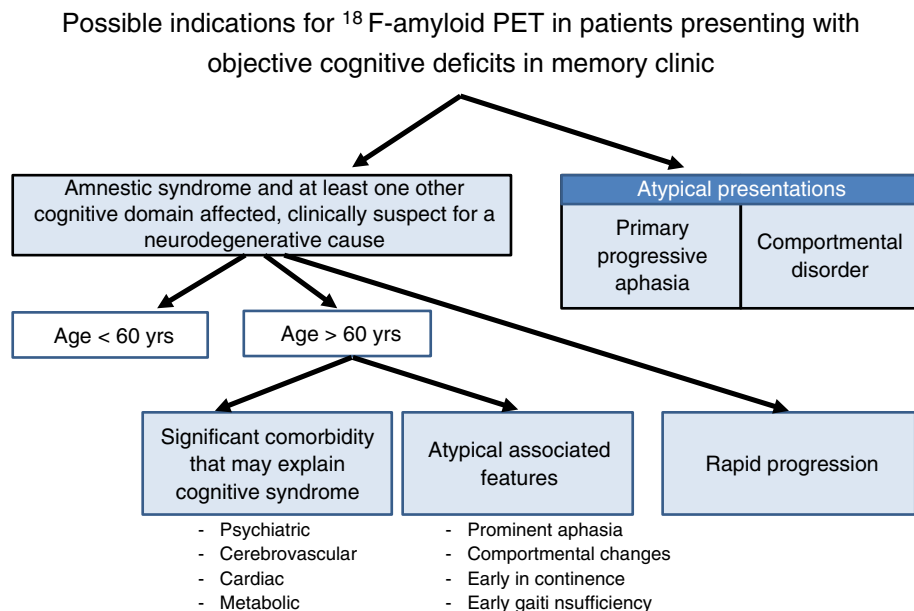 Possible indications for ¹⁸ F-amyloid PET in patients presenting with
objective cognitive deficits in memory clinic
Amnestic syndrome and at least one other
cognitive domain affected, clinically suspect for a
neurodegenerative cause
Atypical presentations
Primary
progressive
aphasia
Comportmental
disorder
Age < 60 yrs
Age > 60 yrs
Significant comorbidity
that may explain
cognitive syndrome
- Psychiatric
- Cerebrovascular
- Cardiac
- Metabolic
Atypical associated
features
- Prominent aphasia
- Comportmental changes
- Early in continence
- Early gaiti nsufficiency
Rapid progression